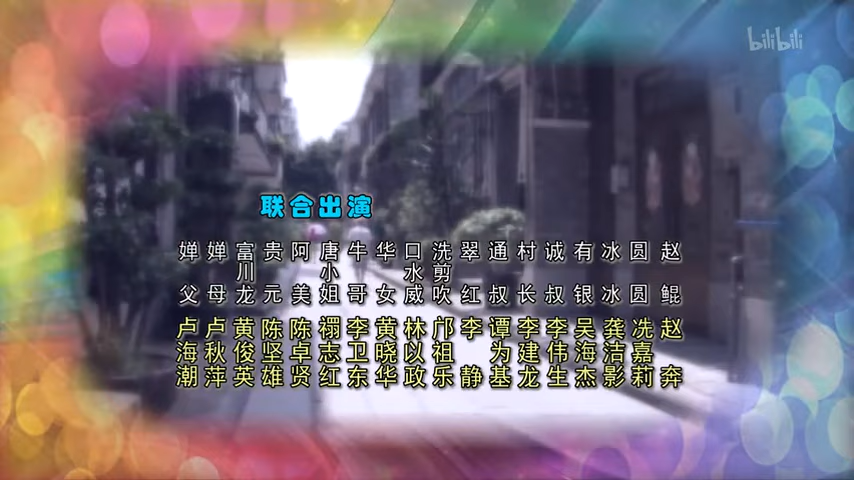 bilibili
联合出演
婵父 卢海潮
婵母 卢秋萍
富川龙 黄俊英
贵元 陈坚雄
阿美 陈卓贤
唐小姐 禤志红
牛哥 李卫东
华女 黄晓华
口水威 林以政
洗剪吹 邝祖乐
翠红 李静
通叔 谭为基
村长 李建龙
诚叔 李伟生
有银 吴海杰
冰冰 龚洁影
圆圆 冼嘉莉
赵鲲 赵奔